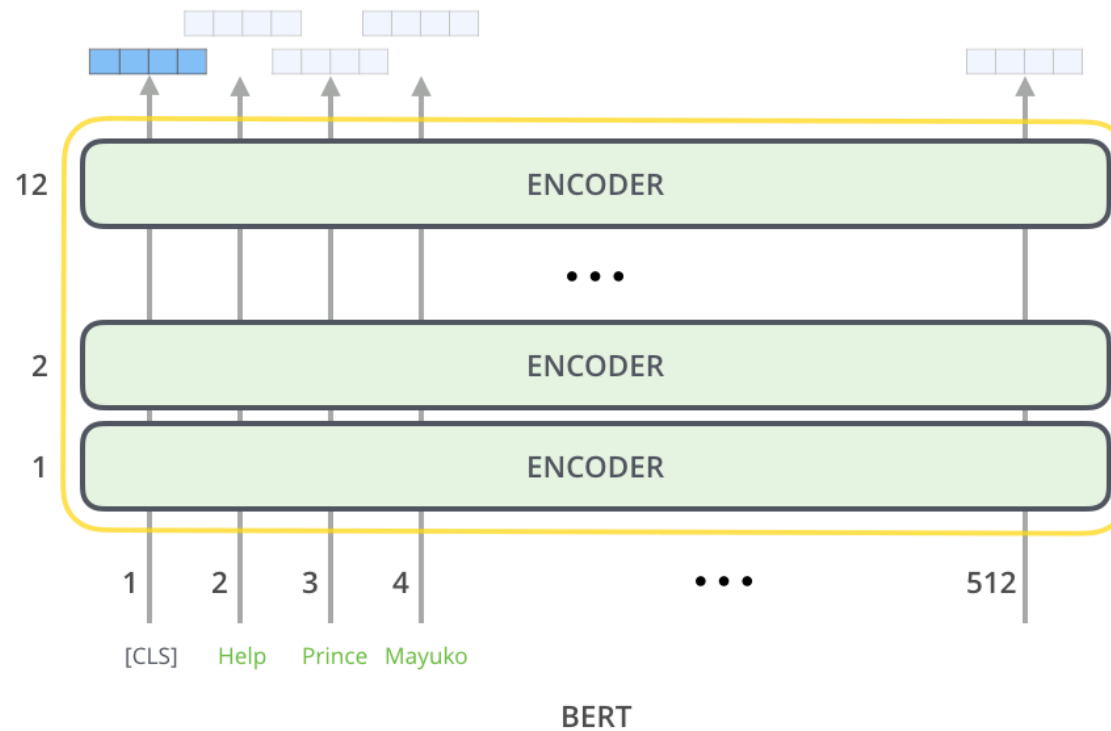 12 ENCODER
• • •
2 ENCODER
1 ENCODER
1 2 3 4 • • • 512
[CLS] Help Prince Mayuko
BERT